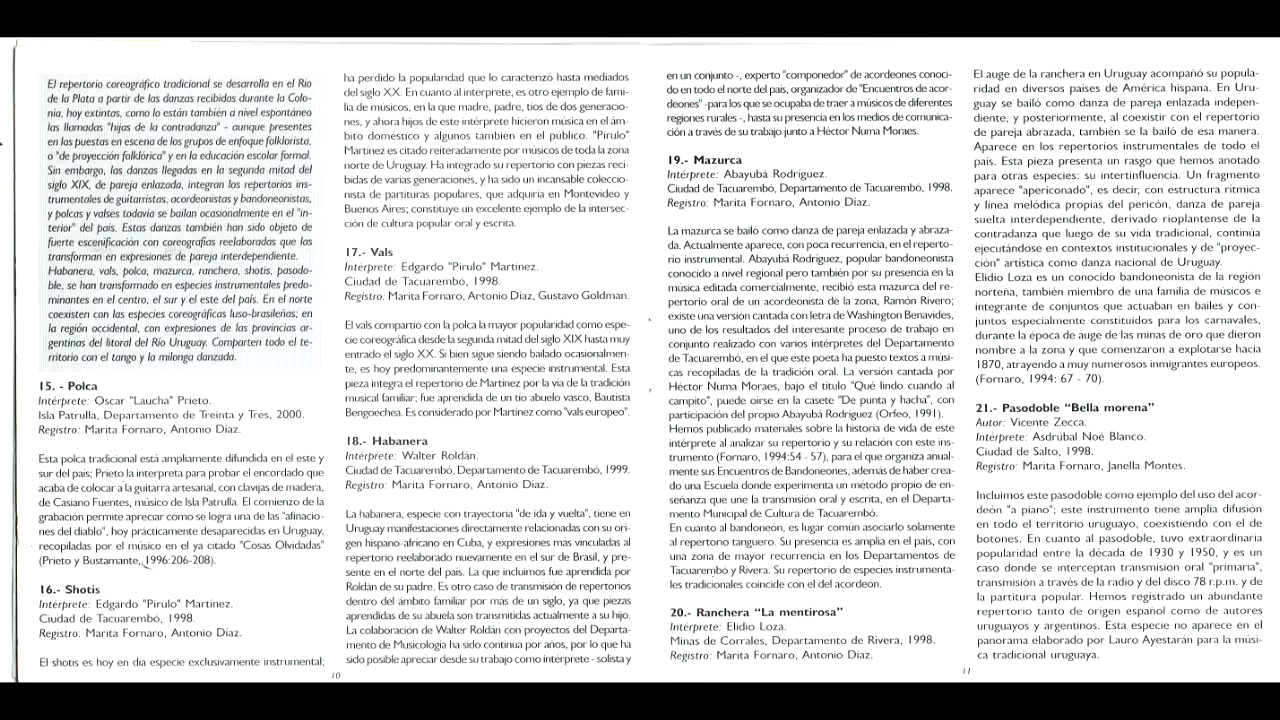 El repertorio coreográfico tradicional se desarrolla en el Río
de la Plata a partir de las danzas recibidas durante la Colo-
nia, hoy extintas, como lo están también a nivel espontáneo
las llamadas "hijas de la contradanza" - aunque presentes
en las puestas en escena de los grupos de enfoque folklorista,
o "de proyección folklórica" y en la educación escolar formal.
Sin embargo, las danzas llegadas en la segunda mitad del
siglo XIX, de pareja enlazada, integran los repertorios ins-
trumentales de guitarristas, acordeonistas y bandoneonistas,
y polcas y valses todavía se bailan ocasionalmente en el "in-
terior" del país. Estas danzas también han sido objeto de
fuerte escenificación con coreografías reelaboradas que las
transforman en expresiones de pareja interdependiente.
Habanera, vals, polca, mazurca, ranchera, shotis, pasodo-
ble, se han transformado en especies instrumentales predo-
minantes en el centro, el sur y el este del país. En el norte
coexisten con las especies coreográficas luso-brasileñas; en
la región occidental, con expresiones de las provincias ar-
gentinas del litoral del Río Uruguay. Comparten todo el te-
rritorio con el tango y la milonga danzada.
15. - Polca
Intérprete: Oscar "Laucha" Prieto.
Isla Patrulla, Departamento de Treinta y Tres, 2000.
Registro: Marita Fornaro, Antonio Díaz.
Esta polca tradicional está ampliamente difundida en el este y
sur del país; Prieto la interpreta para probar el encordado que
acaba de colocar a la guitarra artesanal, con clavijas de madera,
de Casiano Fuentes, músico de Isla Patrulla. El comienzo de la
grabación permite apreciar cómo se logra una de las "afinacio-
nes del diablo", hoy prácticamente desaparecidas en Uruguay,
recopiladas por el músico en el ya citado "Cosas Olvidadas"
(Prieto y Bustamante, 1996:206-208).
16.- Shotis
Intérprete: Edgardo "Pirulo" Martínez.
Ciudad de Tacuarembó, 1998.
Registro: Marita Fornaro, Antonio Díaz.
El shotis es hoy en día especie exclusivamente instrumental;
ha perdido la popularidad que lo caracterizó hasta mediados
del siglo XX. En cuanto al intérprete, es otro ejemplo de fami-
lia de músicos, en la que madre, padre, tíos de dos generacio-
nes, y ahora hijos de este intérprete hicieron música en el ám-
bito doméstico y algunos también en el público. "Pirulo"
Martínez es citado reiteradamente por músicos de toda la zona
norte de Uruguay. Ha integrado su repertorio con piezas reci-
bidas de varias generaciones, y ha sido un incansable coleccio-
nista de partituras populares, que adquiría en Montevideo y
Buenos Aires; constituye un excelente ejemplo de la intersec-
ción de cultura popular oral y escrita.
17.- Vals
Intérprete: Edgardo "Pirulo" Martínez.
Ciudad de Tacuarembó, 1998.
Registro: Marita Fornaro, Antonio Díaz, Gustavo Goldman.
El vals compartió con la polca la mayor popularidad como espe-
cie coreográfica desde la segunda mitad del siglo XIX hasta muy
entrado el siglo XX. Si bien sigue siendo bailado ocasionalmen-
te, es hoy predominantemente una especie instrumental. Esta
pieza integra el repertorio de Martínez por la vía de la tradición
musical familiar; fue aprendida de un tío abuelo vasco, Bautista
Bengoechea. Es considerado por Martínez como "vals europeo".
18.- Habanera
Intérprete: Walter Roldán.
Ciudad de Tacuarembó, Departamento de Tacuarembó, 1999.
Registro: Marita Fornaro, Antonio Díaz.
La habanera, especie con trayectoria "de ida y vuelta", tiene en
Uruguay manifestaciones directamente relacionadas con su ori-
gen hispano-africano en Cuba, y expresiones más vinculadas al
repertorio reelaborado nuevamente en el sur de Brasil, y pre-
sente en el norte del país. La que incluimos fue aprendida por
Roldán de su padre. Es otro caso de transmisión de repertorios
dentro del ámbito familiar por más de un siglo, ya que piezas
aprendidas de su abuela son transmitidas actualmente a su hijo.
La colaboración de Walter Roldán con proyectos del Departa-
mento de Musicología ha sido continua por años, por lo que ha
sido posible apreciar desde su trabajo como intérprete - solista y
10
en un conjunto -, experto "componedor" de acordeones conoci-
do en todo el norte del país, organizador de "Encuentros de acor-
deones" -para los que se ocupaba de traer a músicos de diferentes
regiones rurales -, hasta su presencia en los medios de comunica-
ción a través de su trabajo junto a Héctor Numa Moraes.
19.- Mazurca
Intérprete: Abayubá Rodríguez.
Ciudad de Tacuarembó, Departamento de Tacuarembó, 1998.
Registro: Marita Fornaro, Antonio Díaz.
La mazurca se bailó como danza de pareja enlazada y abraza-
da. Actualmente aparece, con poca recurrencia, en el reperto-
rio instrumental. Abayubá Rodríguez, popular bandoneonista
conocido a nivel regional pero también por su presencia en la
música editada comercialmente, recibió esta mazurca del re-
pertorio oral de un acordeonista de la zona, Ramón Rivero;
existe una versión cantada con letra de Washington Benavides,
uno de los resultados del interesante proceso de trabajo en
conjunto realizado con varios intérpretes del Departamento
de Tacuarembó, en el que este poeta ha puesto textos a músi-
cas recopiladas de la tradición oral. La versión cantada por
Héctor Numa Moraes, bajo el título "Qué lindo cuando al
campito", puede oírse en la casete "De punta y hacha", con
participación del propio Abayubá Rodríguez (Orfeo, 1991).
Hemos publicado materiales sobre la historia de vida de este
intérprete al analizar su repertorio y su relación con este ins-
trumento (Fornaro, 1994:54 - 57), para el que organiza anual-
mente sus Encuentros de Bandoneones, además de haber crea-
do una Escuela donde experimenta un método propio de en-
señanza que une la transmisión oral y escrita, en el Departa-
mento Municipal de Cultura de Tacuarembó.
En cuanto al bandoneón, es lugar común asociarlo solamente
al repertorio tanguero. Su presencia es amplia en el país, con
una zona de mayor recurrencia en los Departamentos de
Tacuarembó y Rivera. Su repertorio de especies instrumenta-
les tradicionales coincide con el del acordeón.
20.- Ranchera “La mentirosa”
Intérprete: Elidio Loza.
Minas de Corrales, Departamento de Rivera, 1998.
Registro: Marita Fornaro, Antonio Díaz.
El auge de la ranchera en Uruguay acompañó su popula-
ridad en diversos países de América hispana. En Uru-
guay se bailó como danza de pareja enlazada indepen-
diente, y posteriormente, al coexistir con el repertorio
de pareja abrazada, también se la bailó de esa manera.
Aparece en los repertorios instrumentales de todo el
país. Esta pieza presenta un rasgo que hemos anotado
para otras especies: su interinfluencia. Un fragmento
aparece "apericonado", es decir, con estructura rítmica
y línea melódica propias del pericón, danza de pareja
suelta interdependiente, derivado rioplantense de la
contradanza que luego de su vida tradicional, continúa
ejecutándose en contextos institucionales y de "proyec-
ción" artística como danza nacional de Uruguay.
Elidio Loza es un conocido bandoneonista de la región
norteña, también miembro de una familia de músicos e
integrante de conjuntos que actuaban en bailes y con-
juntos especialmente constituidos para los carnavales,
durante la época de auge de las minas de oro que dieron
nombre a la zona y que comenzaron a explotarse hacia
1870, atrayendo a muy numerosos inmigrantes europeos.
(Fornaro, 1994: 67 - 70).
21.- Pasodoble “Bella morena”
Autor: Vicente Zecca.
Intérprete: Asdrúbal Noé Blanco.
Ciudad de Salto, 1998.
Registro: Marita Fornaro, Janella Montes.
Incluimos este pasodoble como ejemplo del uso del acor-
deón "a piano"; este instrumento tiene amplia difusión
en todo el territorio uruguayo, coexistiendo con el de
botones. En cuanto al pasodoble, tuvo extraordinaria
popularidad entre la década de 1930 y 1950, y es un
caso donde se interceptan transmisión oral "primaria",
transmisión a través de la radio y del disco 78 r.p.m. y de
la partitura popular. Hemos registrado un abundante
repertorio tanto de origen español como de autores
uruguayos y argentinos. Esta especie no aparece en el
panorama elaborado por Lauro Ayestarán para la músi-
ca tradicional uruguaya.
11